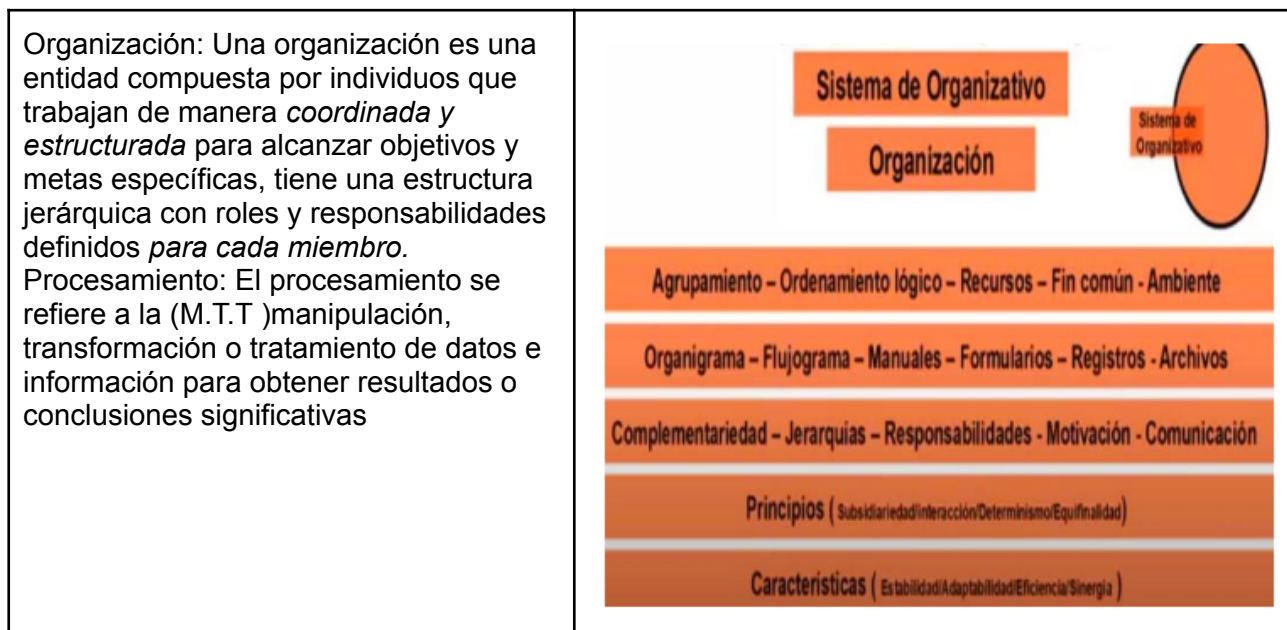 Organización: Una organización es una
entidad compuesta por individuos que
trabajan de manera coordinada y
estructurada para alcanzar objetivos y
metas específicas, tiene una estructura
jerárquica con roles y responsabilidades
definidos para cada miembro.
Procesamiento: El procesamiento se
refiere a la (M.T.T )manipulación,
transformación o tratamiento de datos e
información para obtener resultados o
conclusiones significativas
Sistema de Organizativo
Organización
Sistema de
Organizativo
Agrupamiento – Ordenamiento lógico – Recursos – Fin común - Ambiente
Organigrama – Flujograma – Manuales – Formularios – Registros - Archivos
Complementariedad – Jerarquías – Responsabilidades - Motivación - Comunicación
Principios ( Subsidiariedad/interacción/Determinismo/Equifinalidad)
Características ( Estabilidad/Adaptabilidad/Eficiencia/Sinergia )